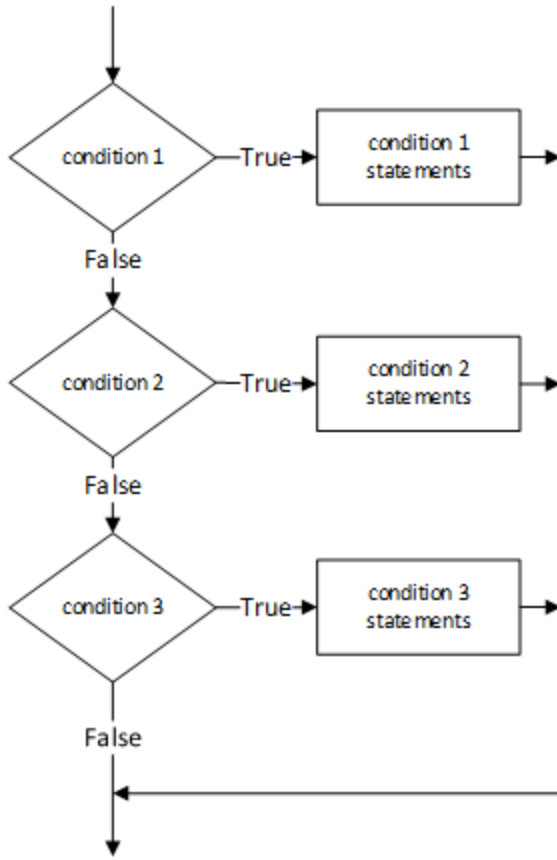 condition 1
True
condition 1
statements
False
condition 2
True
condition 2
statements
False
condition 3
True
condition 3
statements
False